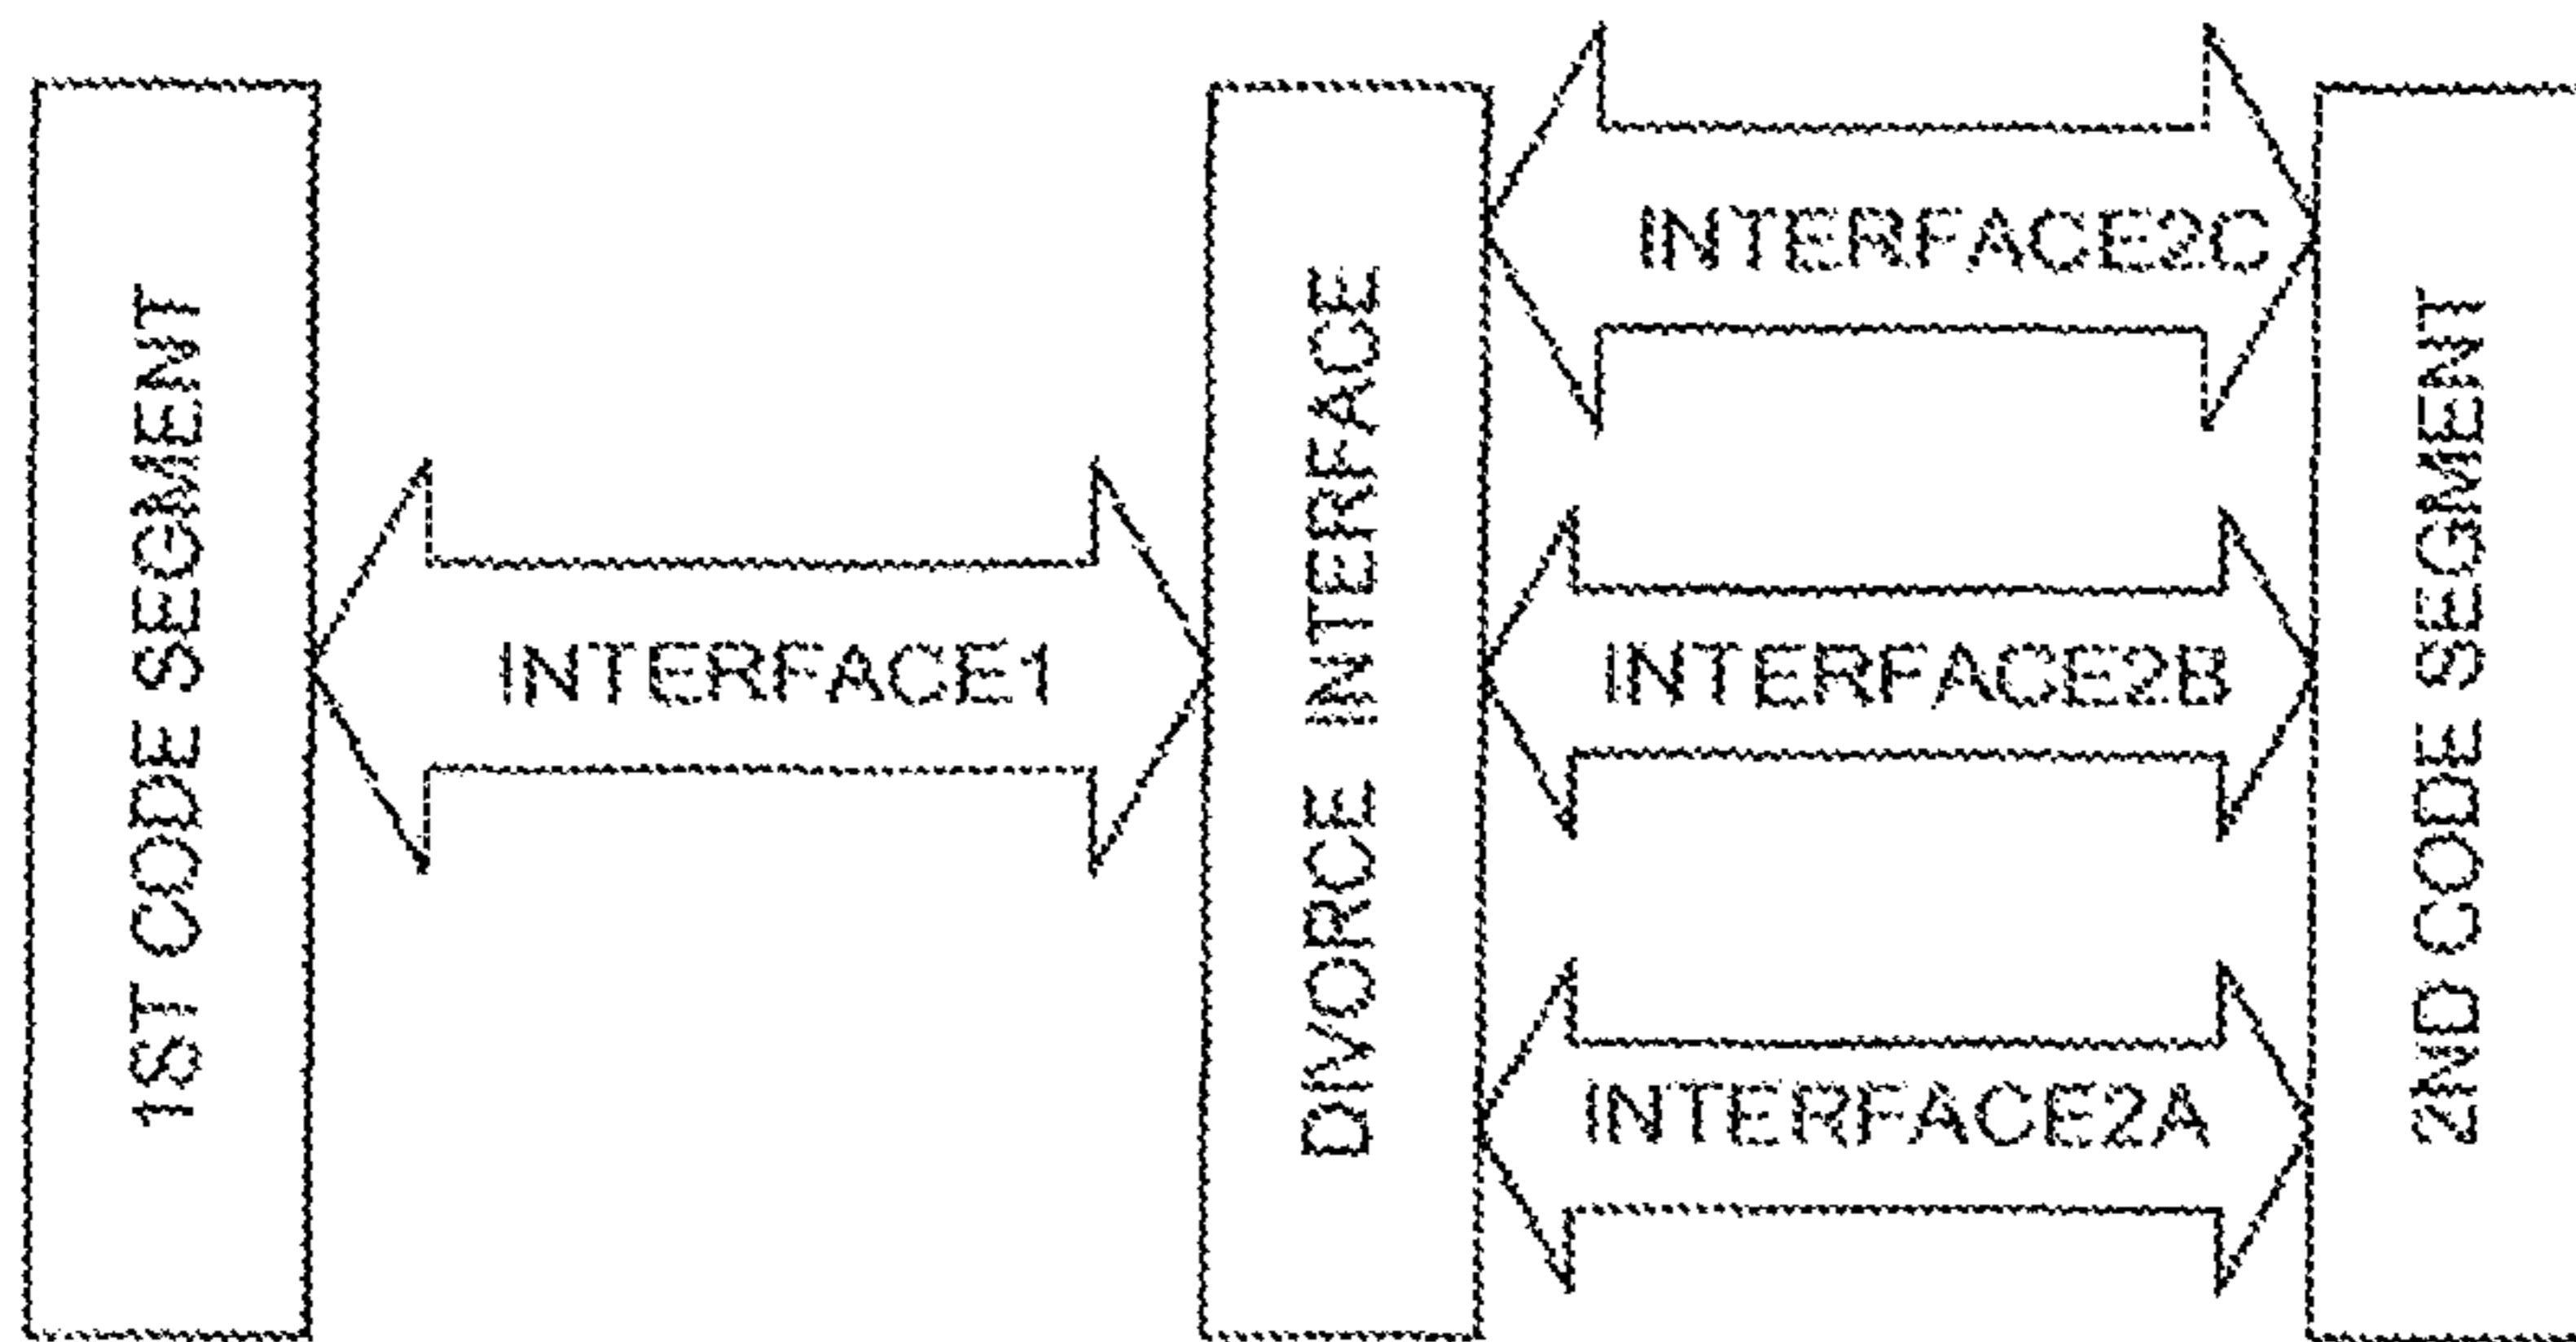 1ST CODE SEGMENT
INTERFACE1
DIVORCE INTERFACE
INTERFACE2C
INTERFACE2B
INTERFACE2A
2ND CODE SEGMENT